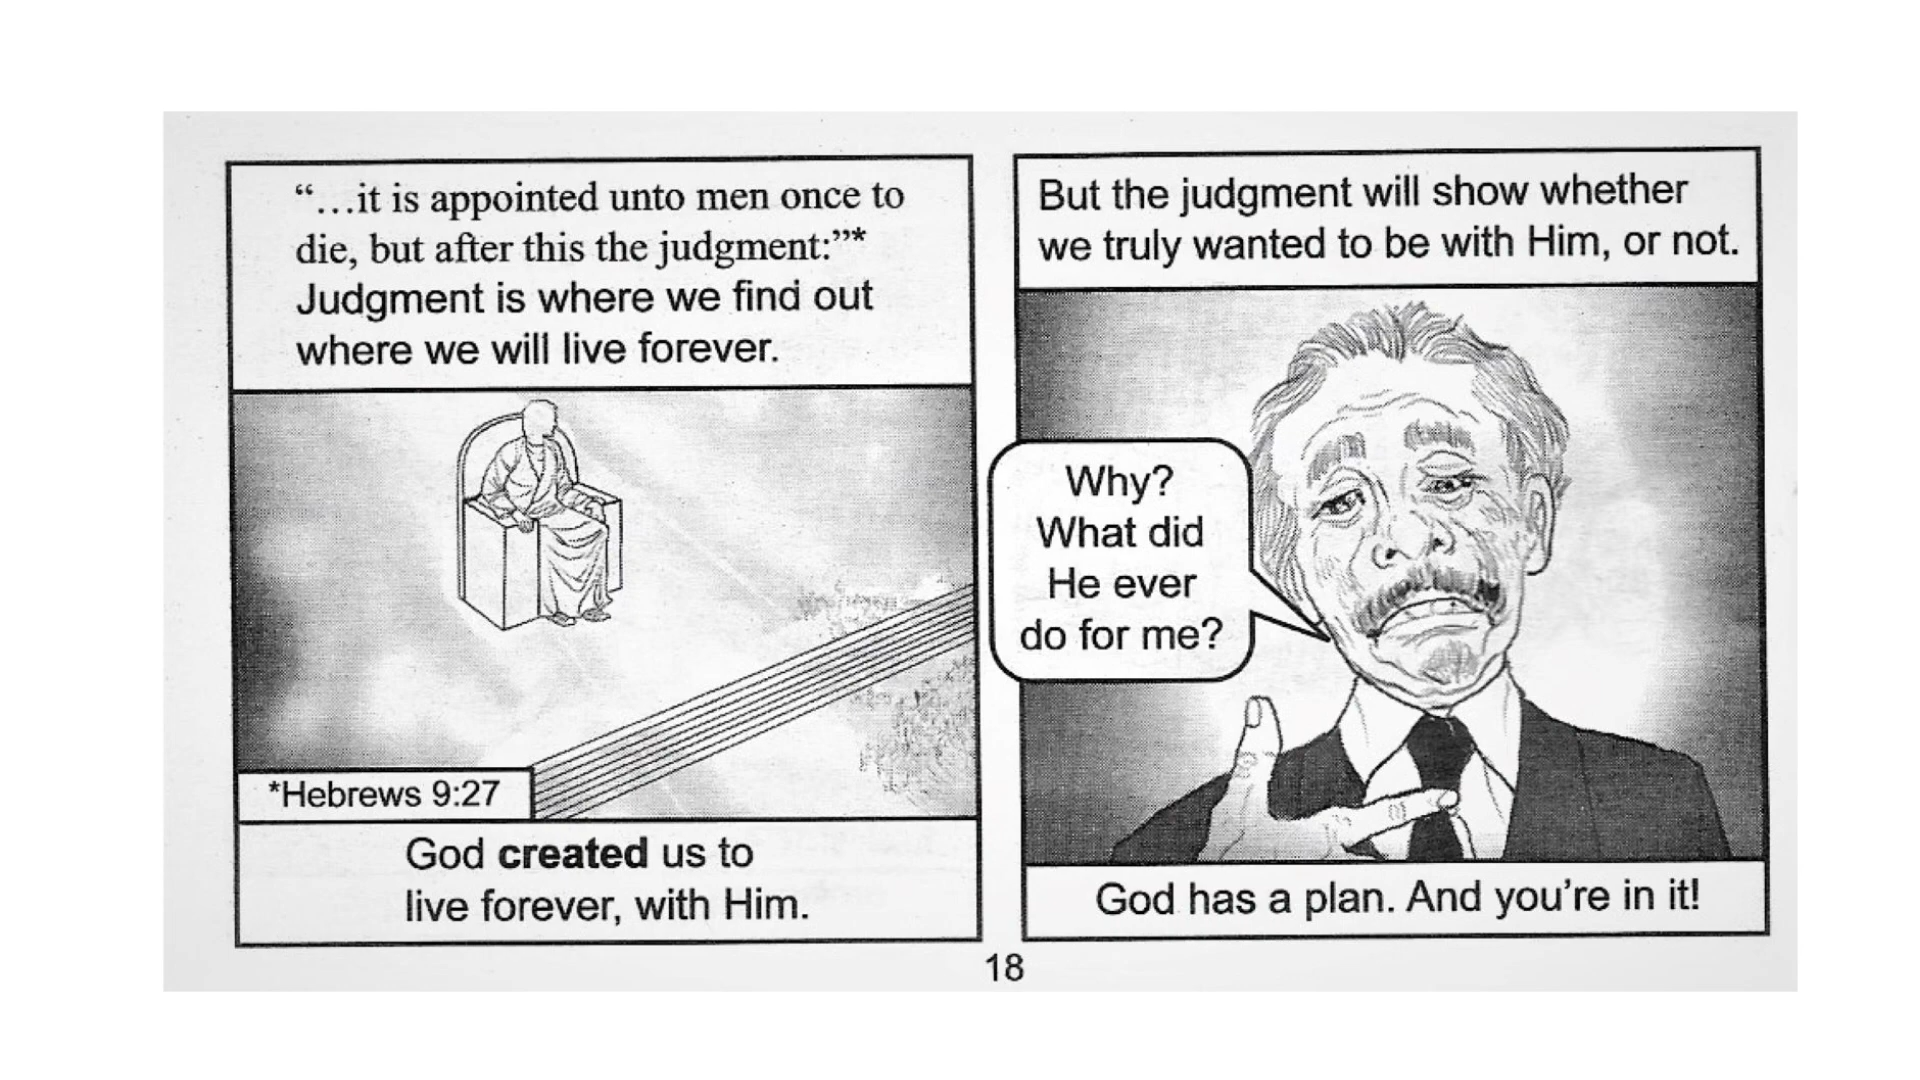 “…it is appointed unto men once to
die, but after this the judgment:”*
Judgment is where we find out
where we will live forever.
*Hebrews 9:27
God created us to
live forever, with Him.
But the judgment will show whether
we truly wanted to be with Him, or not.
Why?
What did
He ever
do for me?
God has a plan. And you’re in it!
18